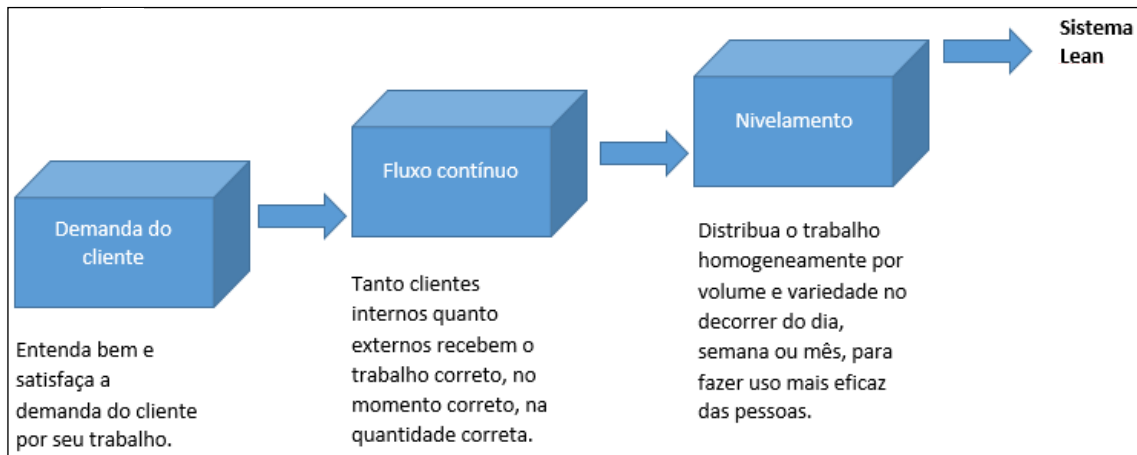 Demanda do
cliente
Entenda bem e
satisfaça a
demanda do cliente
por seu trabalho.
Fluxo contínuo
Tanto clientes
internos quanto
externos recebem o
trabalho correto, no
momento correto, na
quantidade correta.
Nivelamento
Distribua o trabalho
homogeneamente por
volume e variedade no
decorrer do dia,
semana ou mês, para
fazer uso mais eficaz
das pessoas.
Sistema
Lean